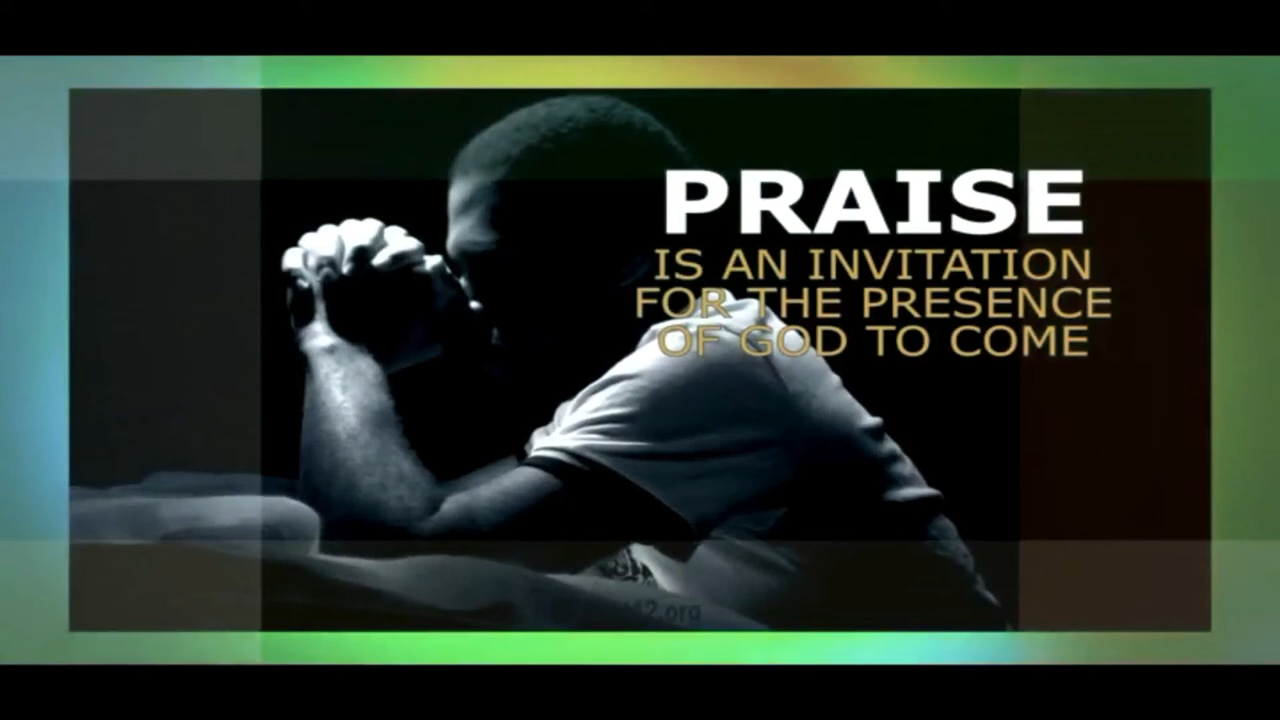 PRAISE
IS AN INVITATION
FOR THE PRESENCE
OF GOD TO COME